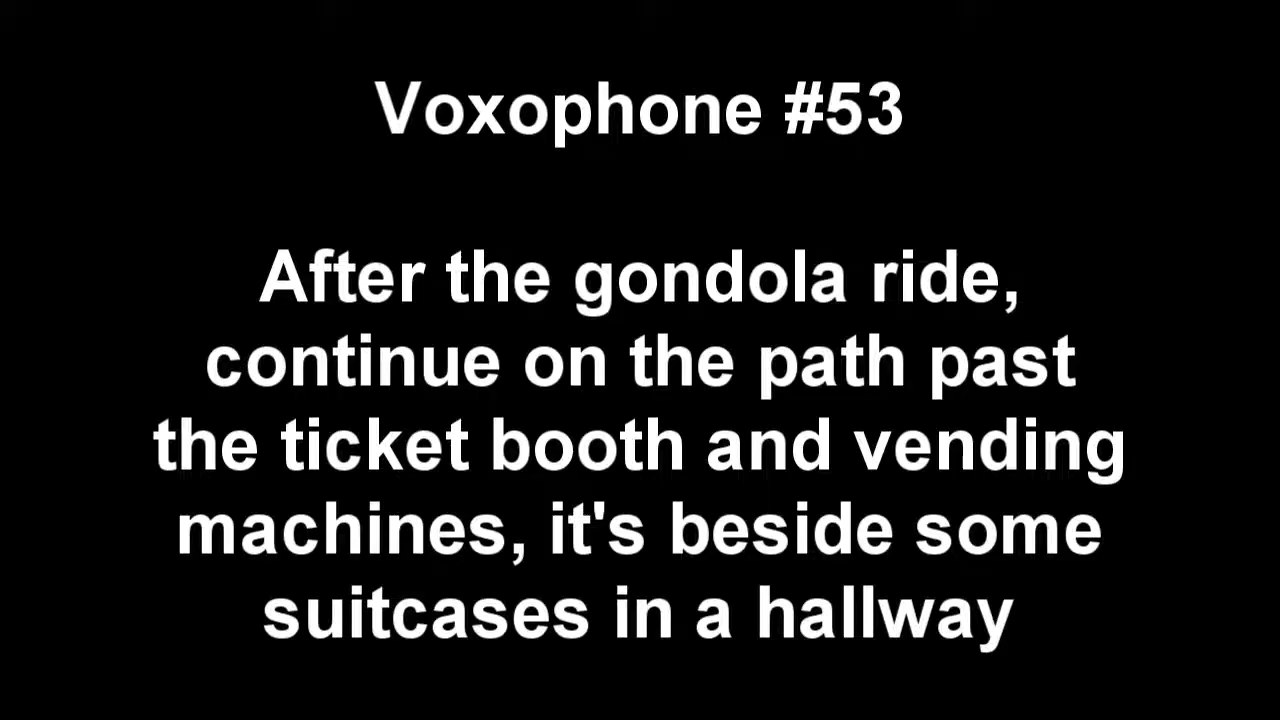 Voxophone #53
After the gondola ride,
continue on the path past
the ticket booth and vending
machines, it's beside some
suitcases in a hallway